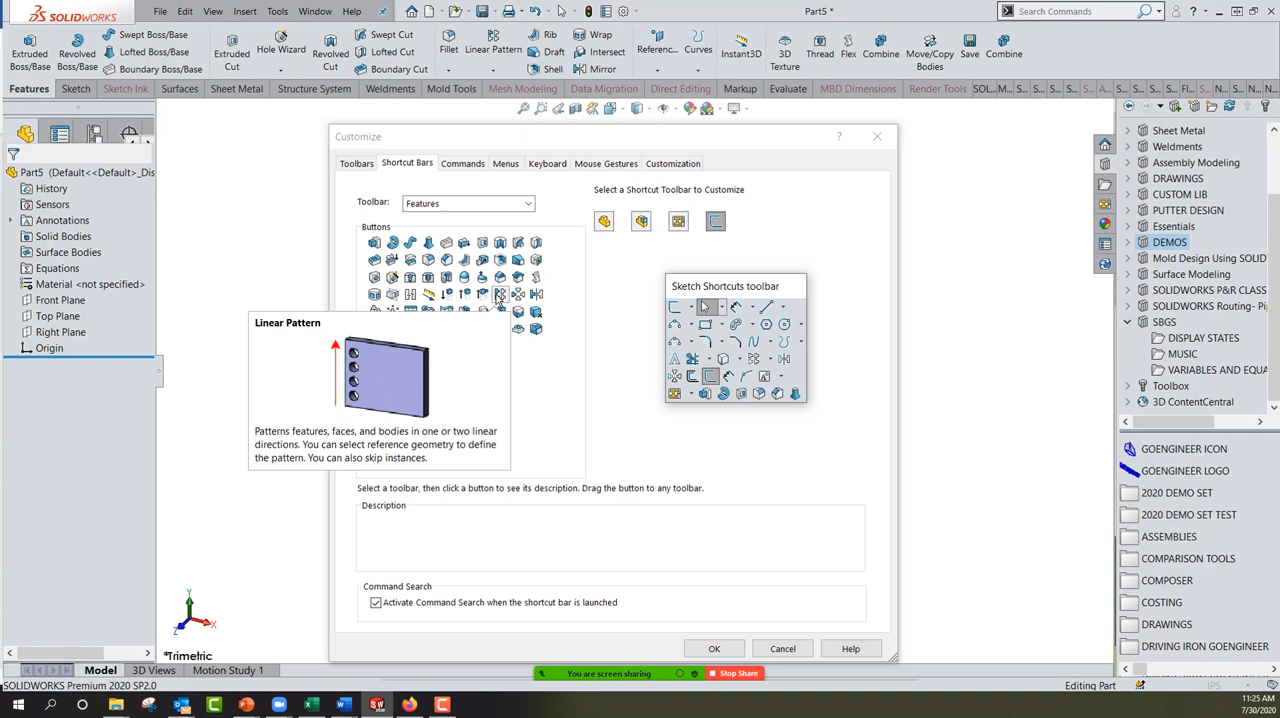 SOLIDWORKS
File Edit View Insert Tools Window Help
Part5 *
Search Commands
Extruded Boss/Base
Revolved Boss/Base
Swept Boss/Base
Lofted Boss/Base
Boundary Boss/Base
Extruded Cut
Hole Wizard
Revolved Cut
Swept Cut
Lofted Cut
Boundary Cut
Fillet
Linear Pattern
Rib
Draft
Shell
Wrap
Intersect
Mirror
Referenc...
Curves
Instant3D
3D Texture
Thread
Flex
Combine
Move/Copy Bodies
Save
Combine
Features Sketch Sketch Ink Surfaces Sheet Metal Structure System Weldments Mold Tools Mesh Modeling Data Migration Direct Editing Markup Evaluate MBD Dimensions Render Tools SOL... M... S... S... S... S... S... S... S...
Part5 (Default<<Default>_Dis
History
Sensors
Annotations
Solid Bodies
Surface Bodies
Equations
Material <not specified>
Front Plane
Top Plane
Right Plane
Origin
Customize
Toolbars Shortcut Bars Commands Menus Keyboard Mouse Gestures Customization
Toolbar: Features
Select a Shortcut Toolbar to Customize
Buttons
Sketch Shortcuts toolbar
Linear Pattern
Patterns features, faces, and bodies in one or two linear
directions. You can select reference geometry to define
the pattern. You can also skip instances.
Select a toolbar, then click a button to see its description. Drag the button to any toolbar.
Description
Command Search
Activate Command Search when the shortcut bar is launched
OK Cancel Help
Sheet Metal
Weldments
Assembly Modeling
DRAWINGS
CUSTOM LIB
PUTTER DESIGN
Essentials
DEMOS
Mold Design Using SOLID
Surface Modeling
SOLIDWORKS P&R CLASS
SOLIDWORKS Routing- Pi
SBGS
DISPLAY STATES
MUSIC
VARIABLES AND EQUA
Toolbox
3D ContentCentral
GOENGINEER ICON
GOENGINEER LOGO
2020 DEMO SET
2020 DEMO SET TEST
ASSEMBLIES
COMPARISON TOOLS
COMPOSER
COSTING
DRAWINGS
DRIVING IRON GOENGINEER
Y
X
Z
*Trimetric
Model 3D Views Motion Study 1
You are screen sharing Stop Share
SOLIDWORKS Premium 2020 SP2.0
Editing Part
IPS
11:25 AM
7/30/2020